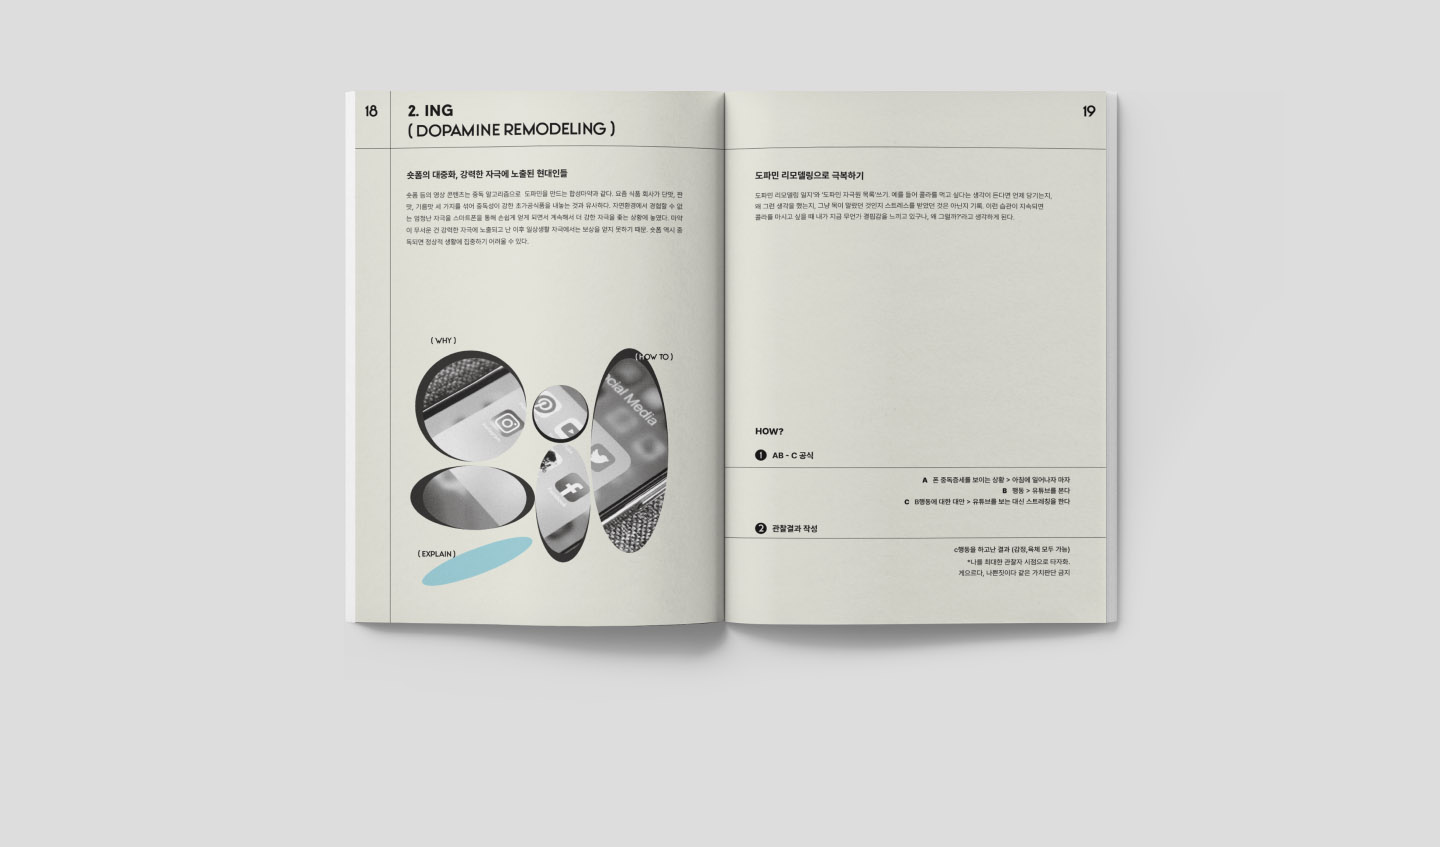 18
2. ING
( DOPAMINE REMODELING )
숏폼의 대중화, 강력한 자극에 노출된 현대인들
숏폼 등의 영상 콘텐츠는 중독 알고리즘으로 도파민을 만드는 합성마약과 같다. 요즘 식품 회사가 단맛, 짠
맛, 기름맛 세 가지를 섞어 중독성이 강한 초가공식품을 내놓는 것과 유사하다. 자연환경에서 경험할 수 없
는 엄청난 자극을 스마트폰을 통해 손쉽게 얻게 되면서 계속해서 더 강한 자극을 좇는 상황에 놓였다. 마약
이 무서운 건 강력한 자극에 노출되고 난 이후 일상생활 자극에서는 보상을 얻지 못하기 때문. 숏폼 역시 중
독되면 정상적 생활에 집중하기 어려울 수 있다.
( WHY )
( HOW TO )
cial Media
( EXPLAIN )
19
도파민 리모델링으로 극복하기
도파민 리모델링 일지'와 '도파민 자극원 목록'쓰기. 예를 들어 콜라를 먹고 싶다는 생각이 든다면 언제 당기는지,
왜 그런 생각을 했는지, 그냥 목이 말랐던 것인지 스트레스를 받았던 것은 아닌지 기록. 이런 습관이 지속되면
콜라를 마시고 싶을 때 내가 지금 무언가 결핍감을 느끼고 있구나, 왜 그럴까?'라고 생각하게 된다.
HOW?
1 AB - C 공식
A 폰 중독증세를 보이는 상황 > 아침에 일어나자 마자
B 행동 > 유튜브를 본다
C B행동에 대한 대안 > 유튜브를 보는 대신 스트레칭을 한다
2 관찰결과 작성
c행동을 하고난 결과 (감정,육체 모두 가능)
*나를 최대한 관찰자 시점으로 타자화.
게으르다, 나쁜짓이다 같은 가치판단 금지